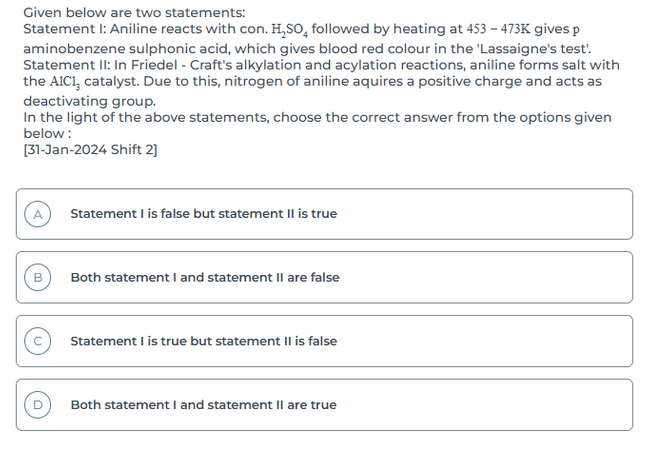 Given below are two statements:
Statement I: Aniline reacts with con. H₂SO₄ followed by heating at 453 – 473K gives p
aminobenzene sulphonic acid, which gives blood red colour in the 'Lassaigne's test'.
Statement II: In Friedel - Craft's alkylation and acylation reactions, aniline forms salt with
the AlCl₃ catalyst. Due to this, nitrogen of aniline aquires a positive charge and acts as
deactivating group.
In the light of the above statements, choose the correct answer from the options given
below :
[31-Jan-2024 Shift 2]
A Statement I is false but statement II is true
B Both statement I and statement II are false
C Statement I is true but statement II is false
D Both statement I and statement II are true